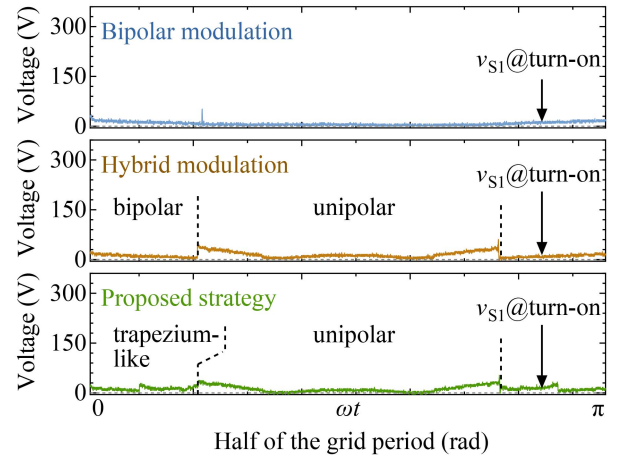 Voltage (V)
300
150
0
Bipolar modulation
vS1@turn-on
Voltage (V)
300
150
0
Hybrid modulation
bipolar
unipolar
vS1@turn-on
Voltage (V)
300
150
0
Proposed strategy
trapezium-
like
unipolar
vS1@turn-on
0
ωt
π
Half of the grid period (rad)